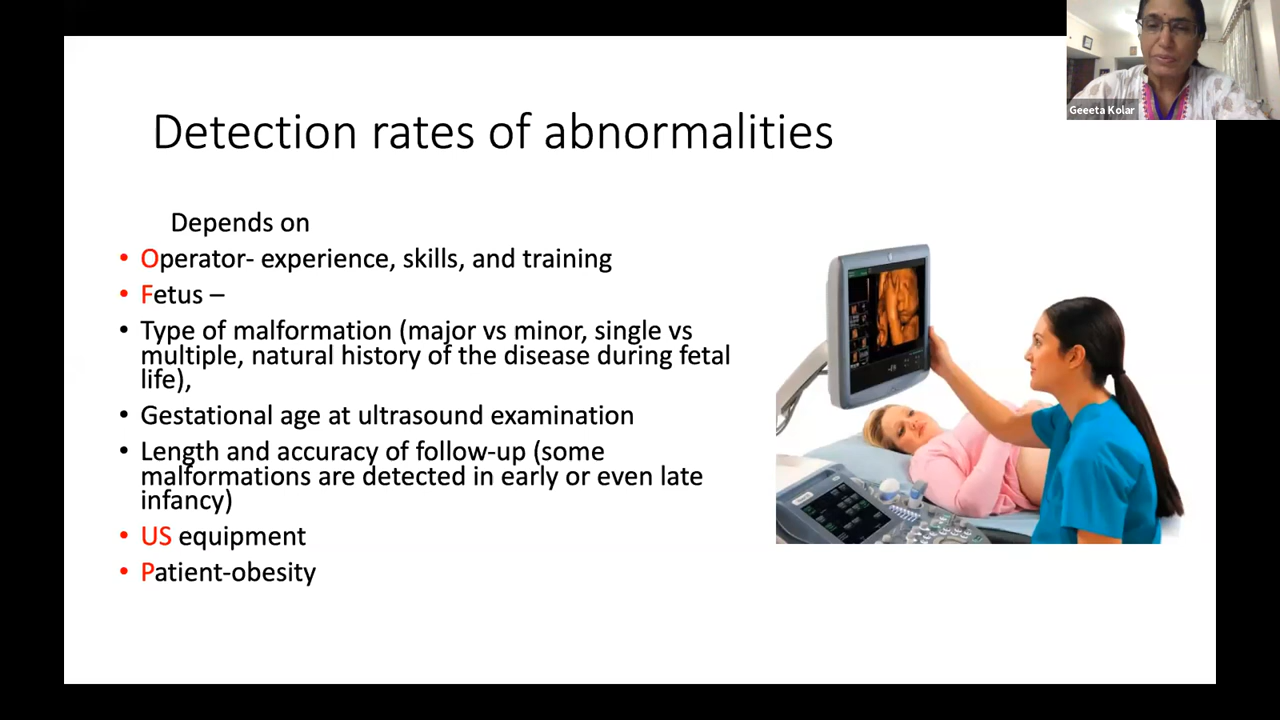 Geeeta Kolar
Detection rates of abnormalities
Depends on
• Operator- experience, skills, and training
• Fetus –
• Type of malformation (major vs minor, single vs
multiple, natural history of the disease during fetal
life),
• Gestational age at ultrasound examination
• Length and accuracy of follow-up (some
malformations are detected in early or even late
infancy)
• US equipment
• Patient-obesity